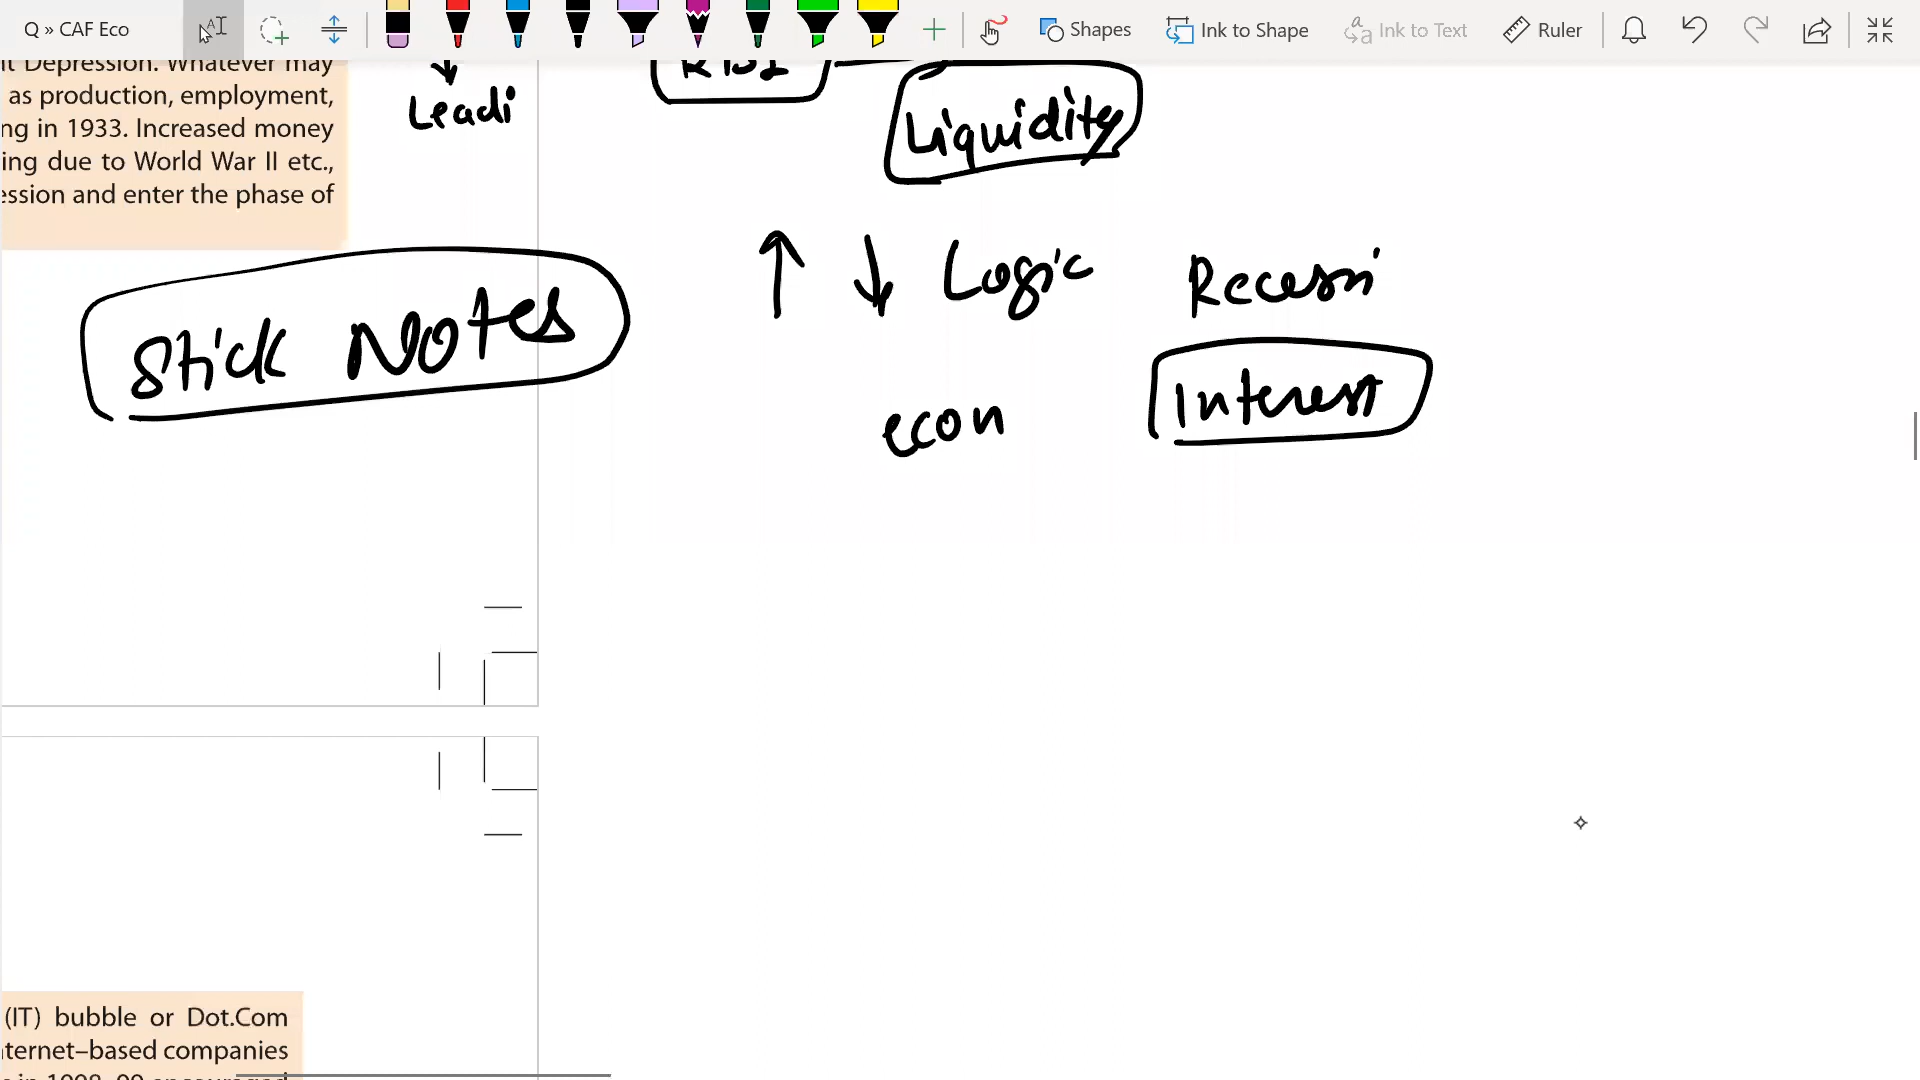 Q » CAF Eco
Shapes
Ink to Shape
Ink to Text
Ruler
t Depression. Whatever may
as production, employment,
ng in 1933. Increased money
ing due to World War II etc.,
ession and enter the phase of
Leadi
Liquidity
Logic
Recessi
Stick Notes
Interest
econ
(IT) bubble or Dot.Com
ternet–based companies